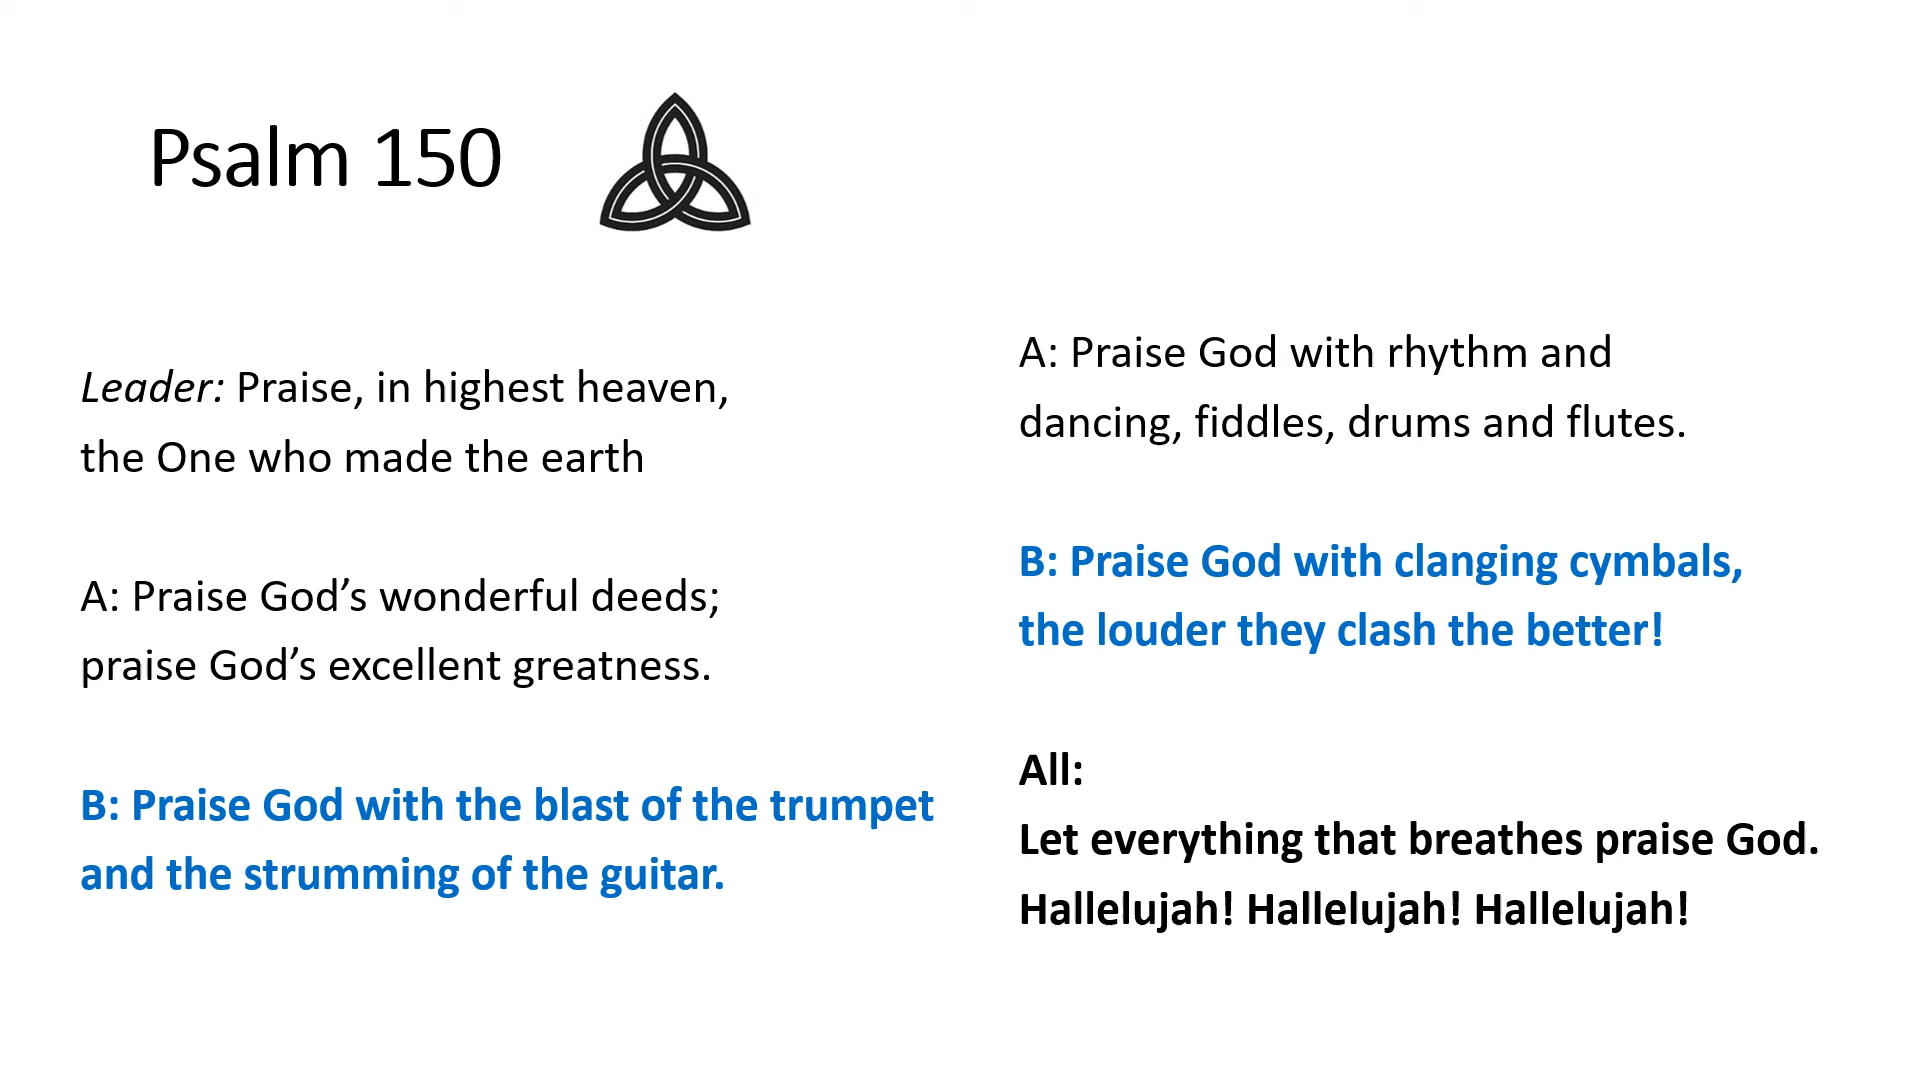 Psalm 150
Leader: Praise, in highest heaven,
the One who made the earth
A: Praise God’s wonderful deeds;
praise God’s excellent greatness.
B: Praise God with the blast of the trumpet
and the strumming of the guitar.
A: Praise God with rhythm and
dancing, fiddles, drums and flutes.
B: Praise God with clanging cymbals,
the louder they clash the better!
All:
Let everything that breathes praise God.
Hallelujah! Hallelujah! Hallelujah!